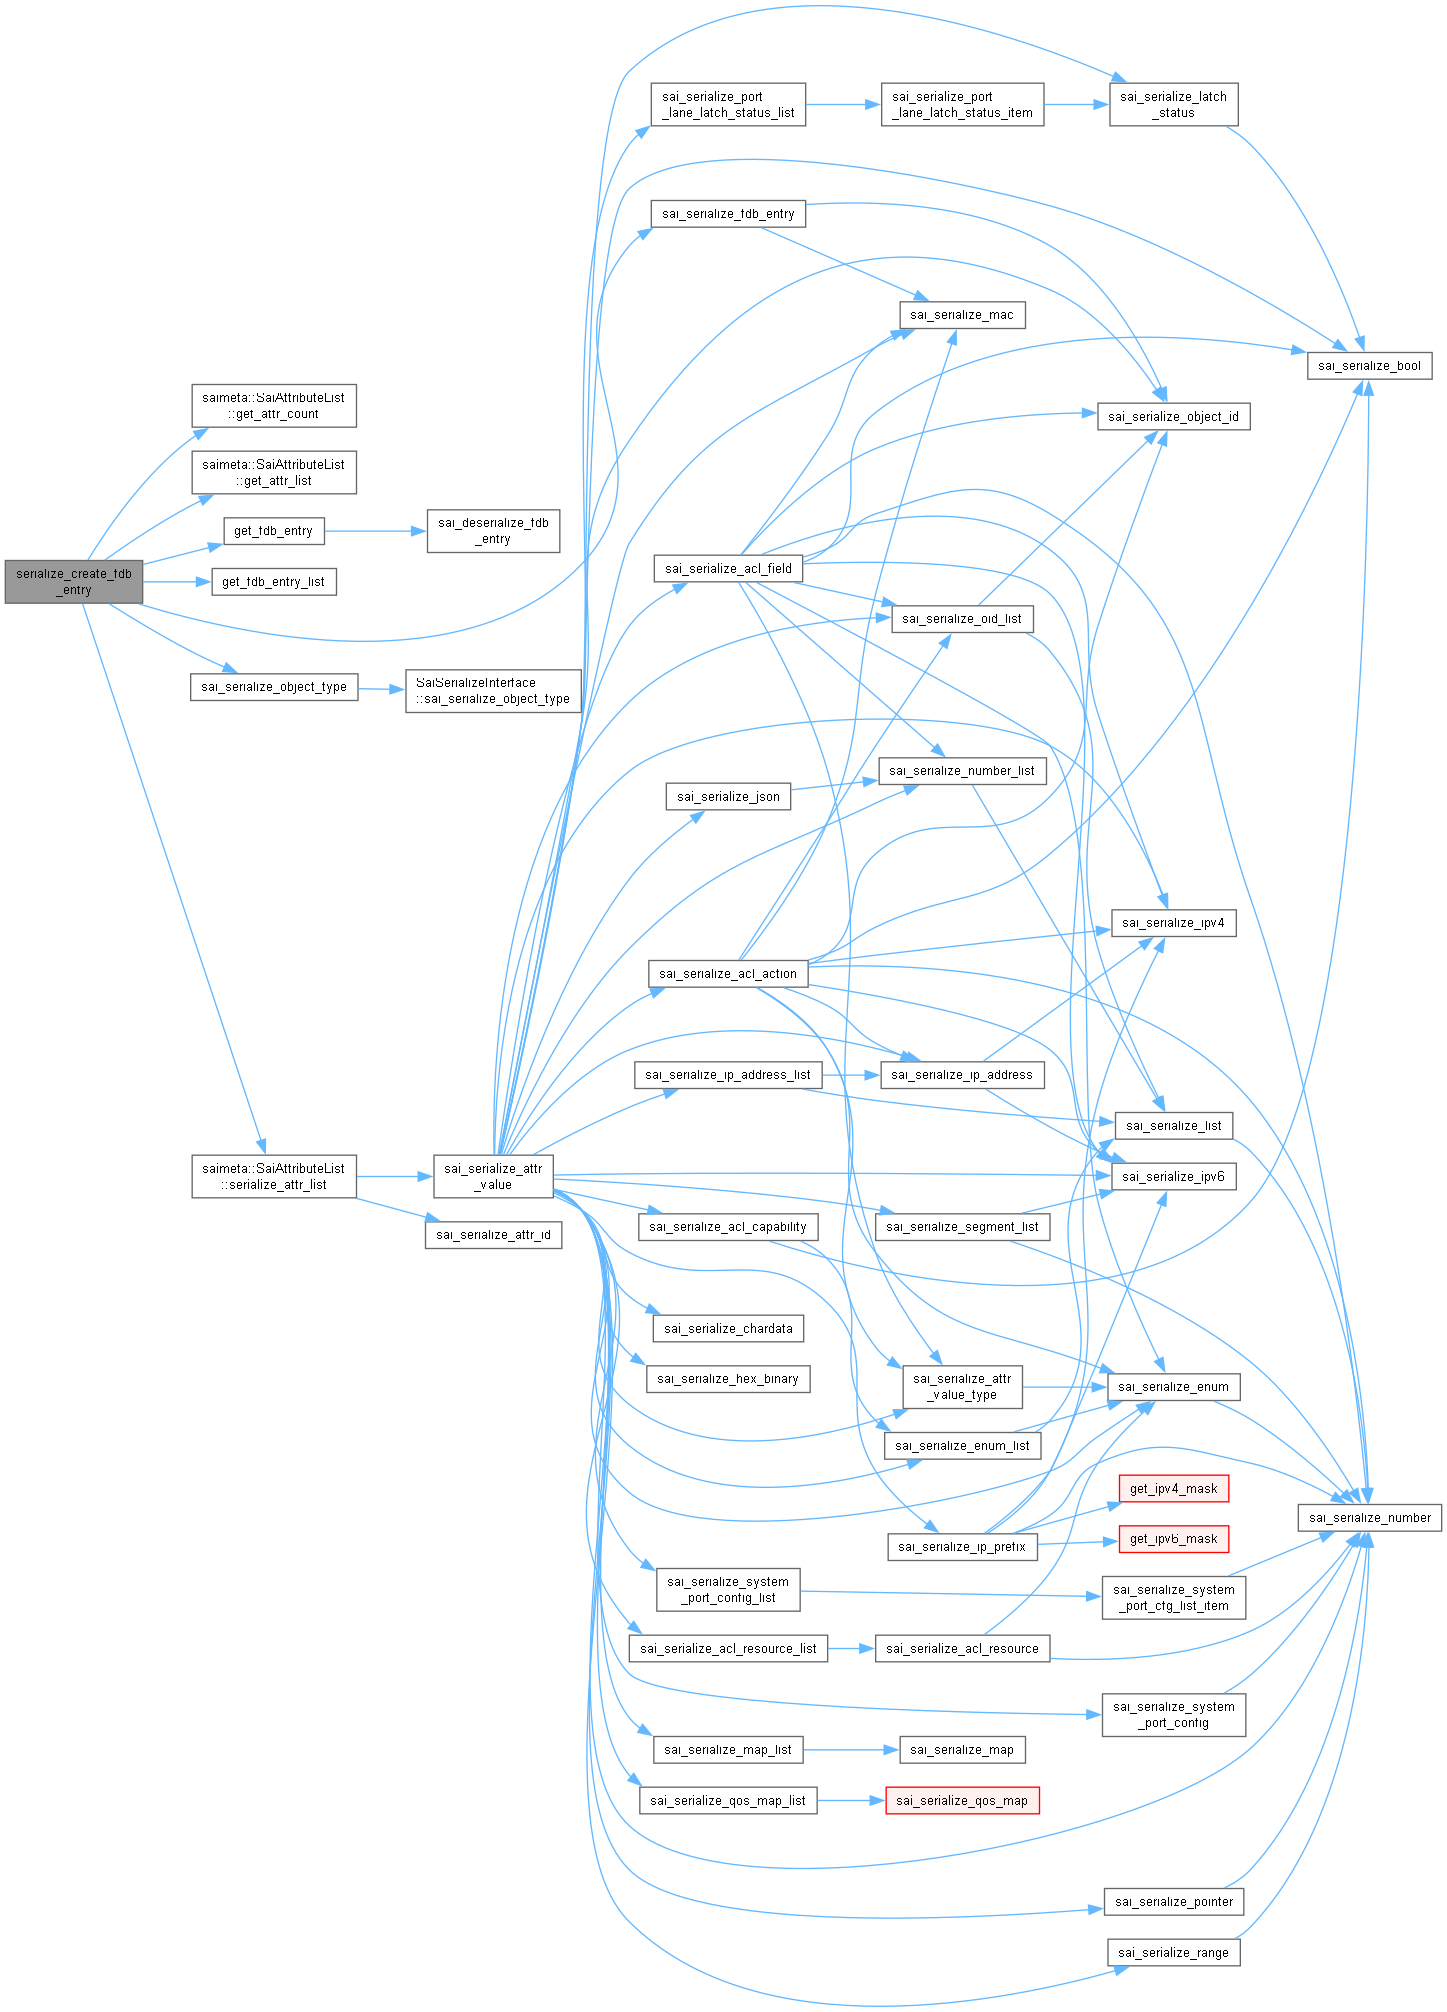 serialize_create_fdb
_entry
saimeta::SaiAttributeList
::get_attr_count
saimeta::SaiAttributeList
::get_attr_list
get_fdb_entry
sai_deserialize_fdb
_entry
get_fdb_entry_list
sai_serialize_object_type
SaiSerializeInterface
::sai_serialize_object_type
saimeta::SaiAttributeList
::serialize_attr_list
sai_serialize_attr
_value
sai_serialize_attr_id
sai_serialize_port
_lane_latch_status_list
sai_serialize_port
_lane_latch_status_item
sai_serialize_latch
_status
sai_serialize_fdb_entry
sai_serialize_mac
sai_serialize_bool
sai_serialize_object_id
sai_serialize_acl_field
sai_serialize_oid_list
sai_serialize_number_list
sai_serialize_json
sai_serialize_ipv4
sai_serialize_acl_action
sai_serialize_ip_address_list
sai_serialize_ip_address
sai_serialize_list
sai_serialize_ipv6
sai_serialize_acl_capability
sai_serialize_segment_list
sai_serialize_chardata
sai_serialize_hex_binary
sai_serialize_attr
_value_type
sai_serialize_enum
sai_serialize_enum_list
get_ipv4_mask
sai_serialize_number
sai_serialize_ip_prefix
get_ipv6_mask
sai_serialize_system
_port_config_list
sai_serialize_system
_port_cfg_list_item
sai_serialize_acl_resource_list
sai_serialize_acl_resource
sai_serialize_system
_port_config
sai_serialize_map_list
sai_serialize_map
sai_serialize_qos_map_list
sai_serialize_qos_map
sai_serialize_pointer
sai_serialize_range